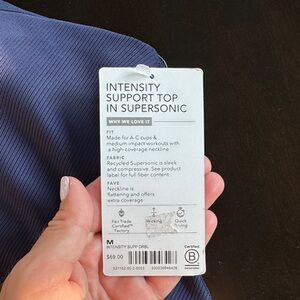 INTENSITY
SUPPORT TOP
IN SUPERSONIC
WHY WE LOVE IT
FIT
Made for A-C cups &
medium impact workouts with
a high-coverage neckline
FABRIC
Recycled Supersonic is sleek
and compressive. See product
label for full fiber content
FAVE
Neckline is
flattering and offers
extra coverage
Fair Trade
Certified™
Factory
Wicking
Quick
Drying
M
INTENSITY SUPP ORBL
$69.00
Certified
B
Corporation